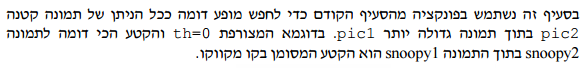 בסעיף זה נשתמש בפונקציה מהסעיף הקודם כדי לחפש מופע דומה ככל הניתן של תמונה קטנה
pic2 בתוך תמונה גדולה יותר pic1. בדוגמא המצורפת th=0 והקטע הכי דומה לתמונה
snoopy2 בתוך התמונה snoopy1 הוא הקטע המסומן בקו מקווקו.